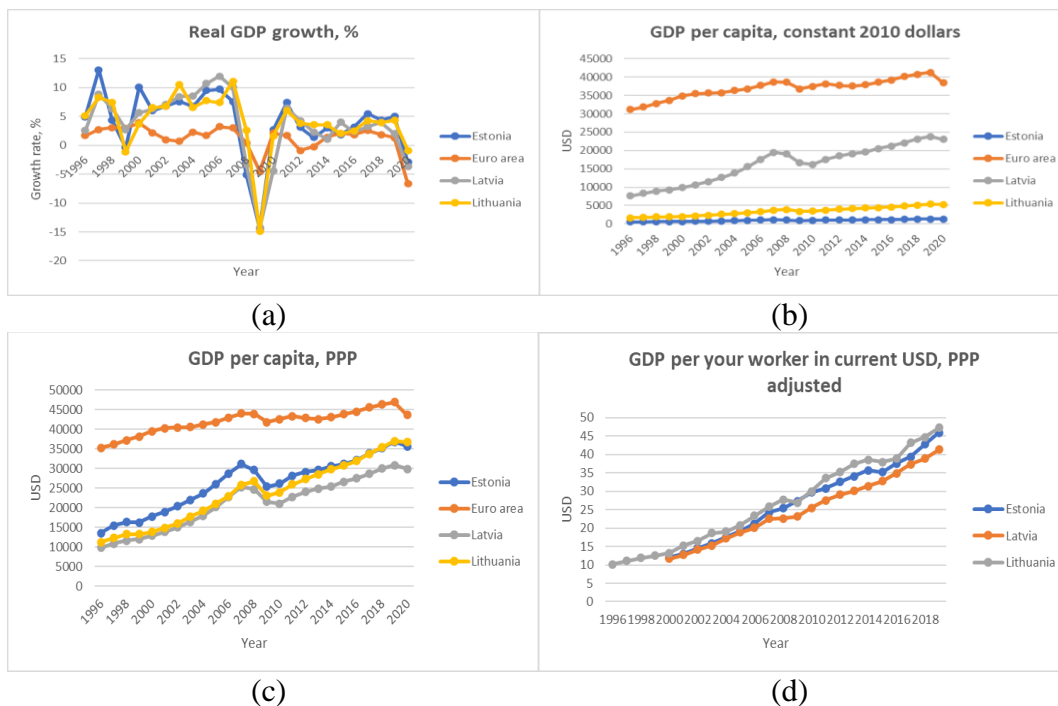 Real GDP growth, %
15
10
5
0
-5
-10
-15
-20
Growth rate, %
1996
1998
2000
2002
2004
2006
2008
2010
2012
2014
2016
2018
2020
Year
Estonia
Euro area
Latvia
Lithuania
(a)
GDP per capita, constant 2010 dollars
45000
40000
35000
30000
25000
20000
15000
10000
5000
0
USD
1996
1998
2000
2002
2004
2006
2008
2010
2012
2014
2016
2018
2020
Year
Estonia
Euro area
Latvia
Lithuania
(b)
GDP per capita, PPP
50000
45000
40000
35000
30000
25000
20000
15000
10000
5000
0
USD
1996
1998
2000
2002
2004
2006
2008
2010
2012
2014
2016
2018
2020
Year
Estonia
Euro area
Latvia
Lithuania
(c)
GDP per your worker in current USD, PPP
adjusted
50
45
40
35
30
25
20
15
10
5
0
USD
1996 1998 2000 2002 2004 2006 2008 2010 2012 2014 2016 2018
Year
Estonia
Latvia
Lithuania
(d)